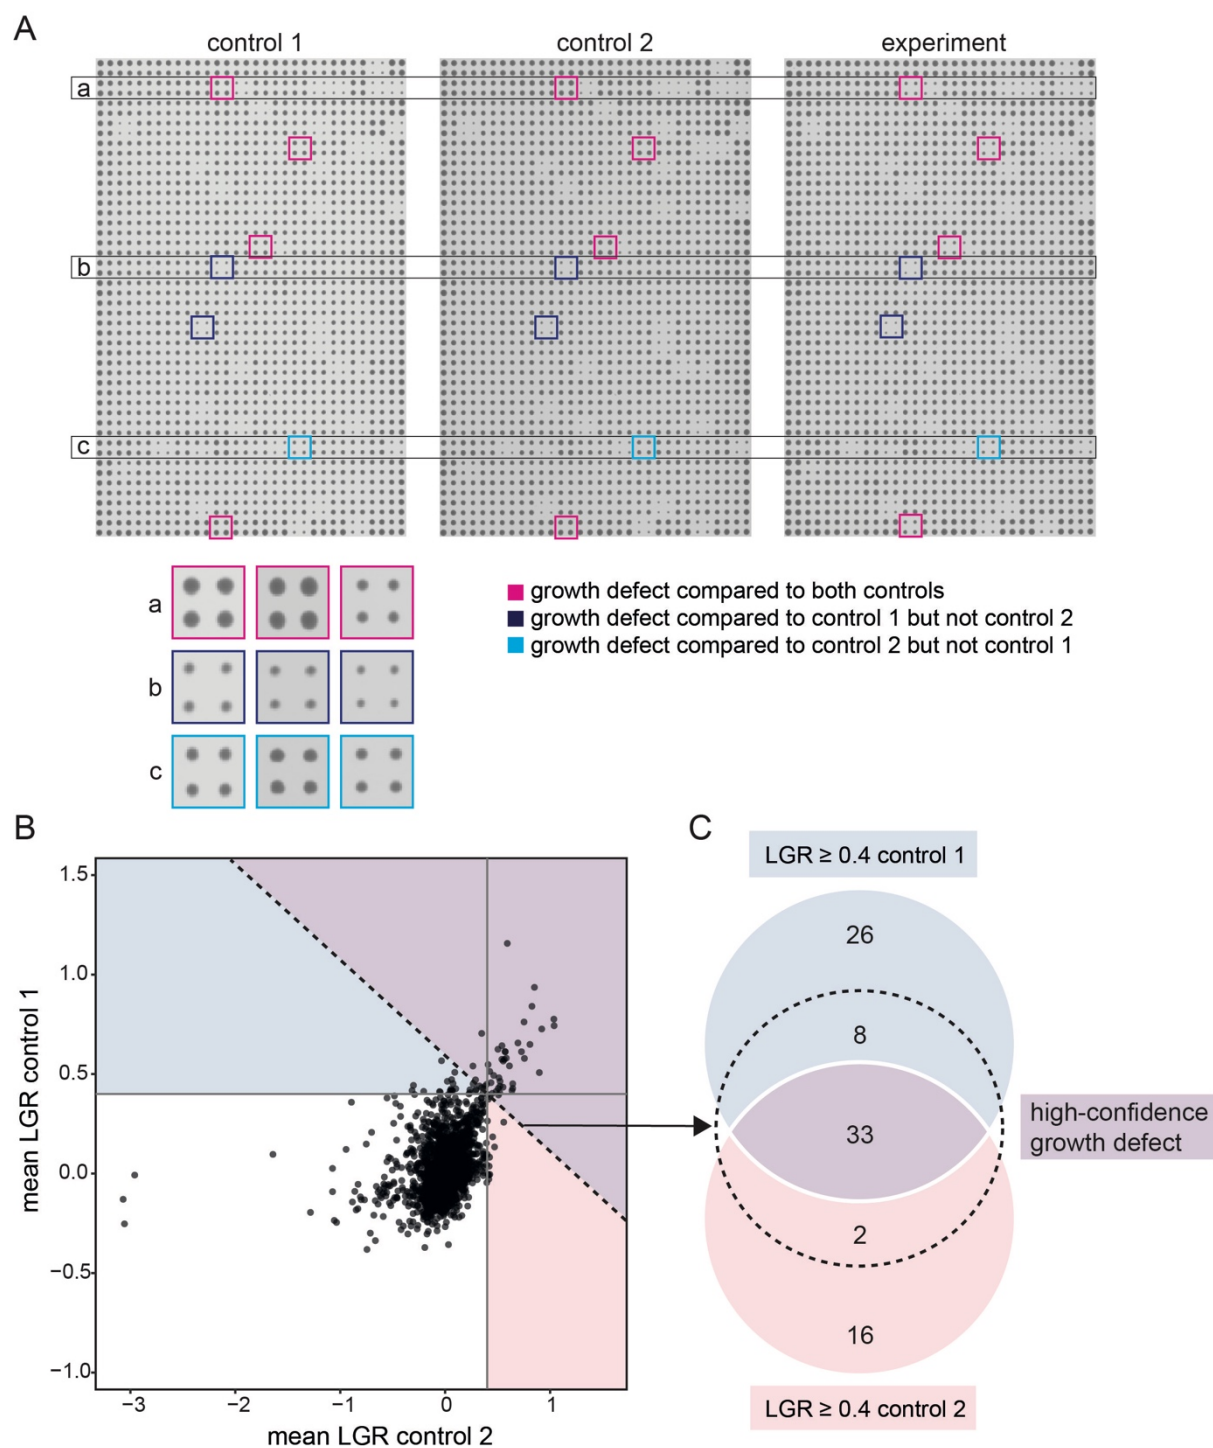 A
control 1
control 2
experiment
a
b
c
a
b
c
growth defect compared to both controls
growth defect compared to control 1 but not control 2
growth defect compared to control 2 but not control 1
B
mean LGR control 1
1.5
1.0
0.5
0.0
−0.5
−1.0
−3
−2
−1
0
1
mean LGR control 2
C
LGR ≥ 0.4 control 1
26
8
33
2
16
high-confidence
growth defect
LGR ≥ 0.4 control 2